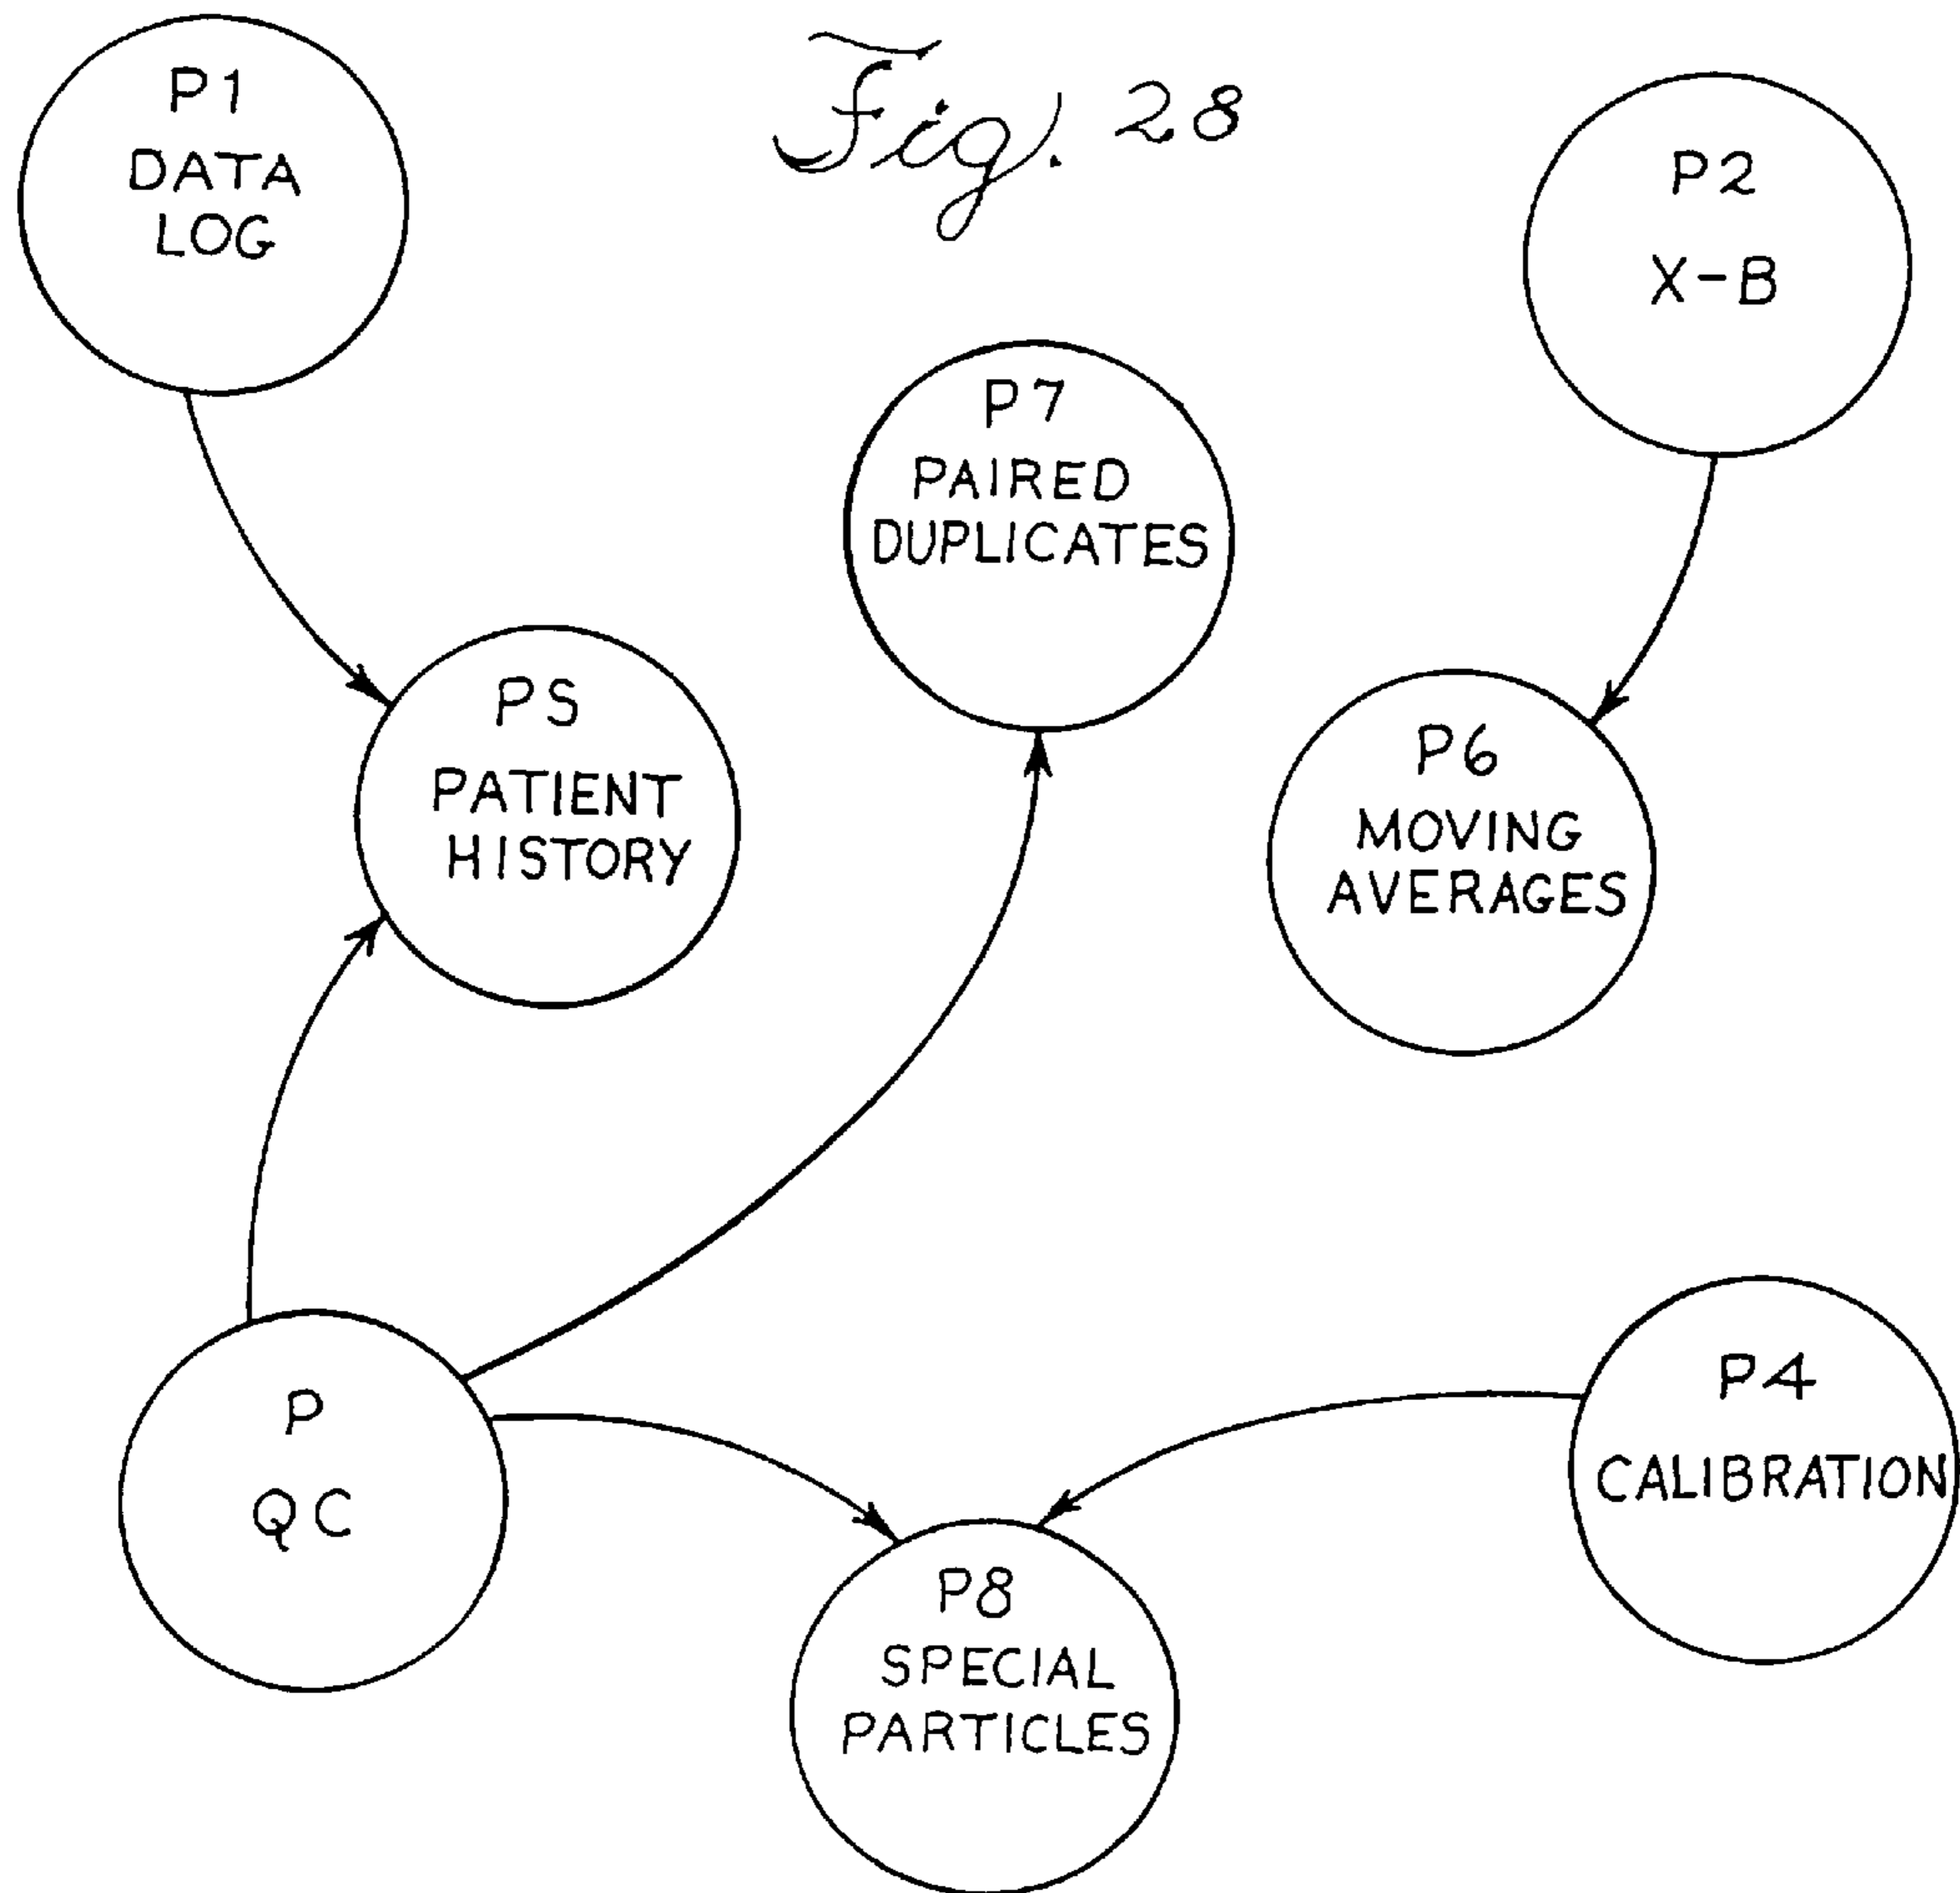 Fig. 28
P1
DATA
LOG
P2
X-B
P7
PAIRED
DUPLICATES
PS
PATIENT
HISTORY
P6
MOVING
AVERAGES
P
QC
P4
CALIBRATION
P8
SPECIAL
PARTICLES